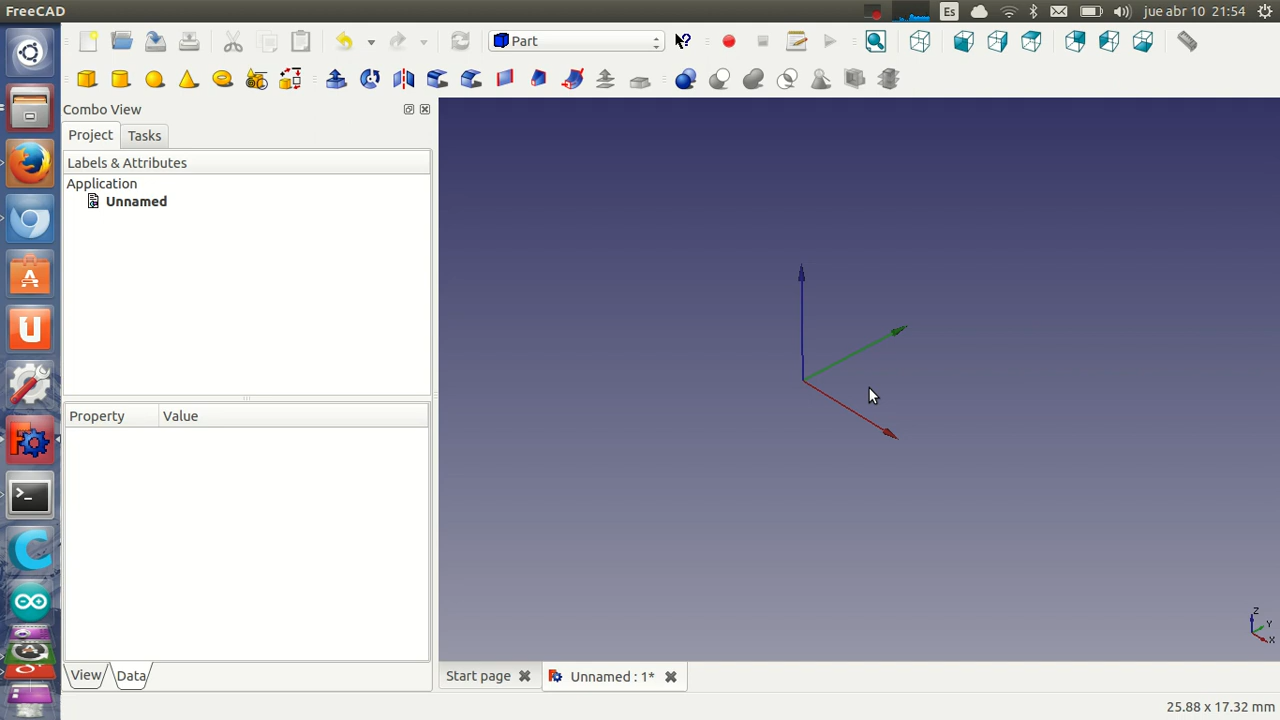 FreeCAD
Es
jue abr 10 21:54
Part
Combo View
Project
Tasks
Labels & Attributes
Application
Unnamed
Property
Value
View
Data
Start page
Unnamed : 1*
Z
Y
X
25.88 x 17.32 mm